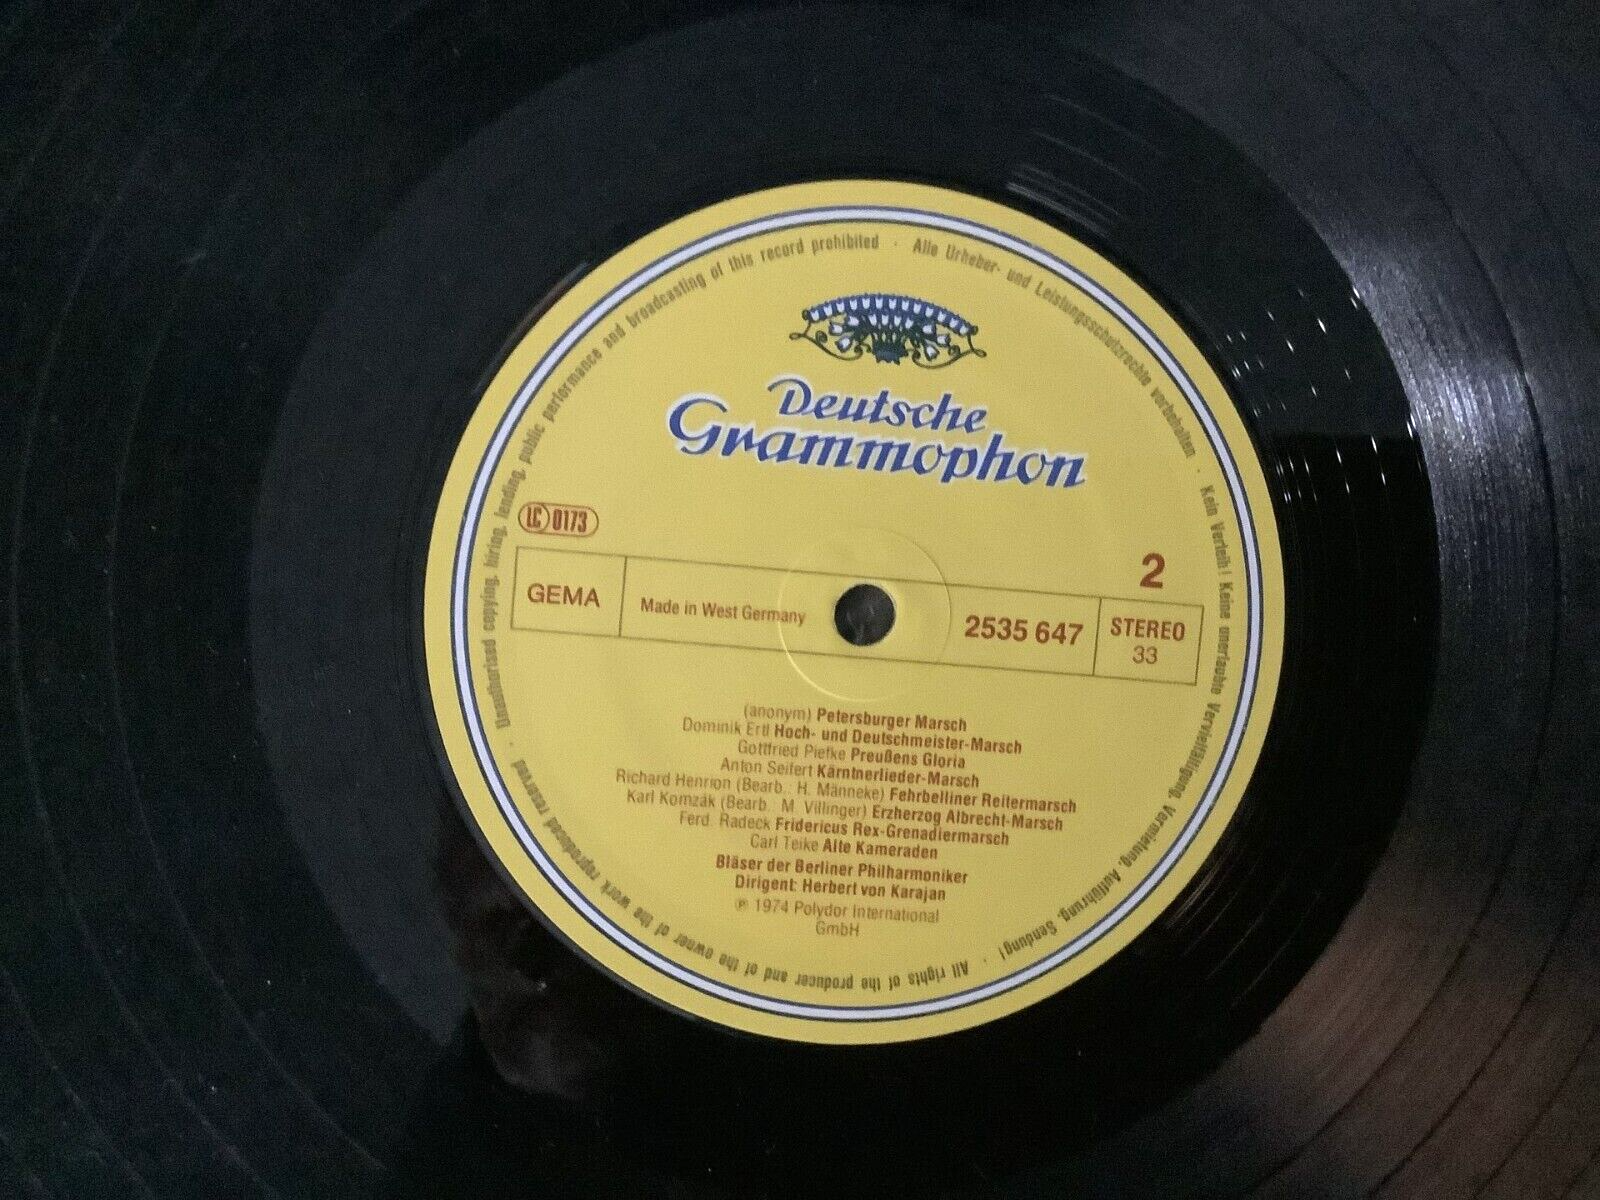 Deutsche
Grammophon
LC 0173
2
GEMA
Made in West Germany
2535 647
STEREO
33
(anonym) Petersburger Marsch
Dominik Ertl Hoch- und Deutschmeister-Marsch
Gottfried Piefke Preußens Gloria
Anton Seifert Kärntnerlieder-Marsch
Richard Henrion (Bearb.: H. Männeke) Fehrbelliner Reitermarsch
Karl Komzák (Bearb.: M. Villinger) Erzherzog Albrecht-Marsch
Ferd. Radeck Fridericus Rex-Grenadiermarsch
Carl Teike Alte Kameraden
Bläser der Berliner Philharmoniker
Dirigent: Herbert von Karajan
℗ 1974 Polydor International
GmbH
Alle Urheber- und Leistungsschutzrechte vorbehalten · Kein Verleih! Keine unerlaubte Vervielfältigung, Vermietung, Aufführung, Sendung! · All rights of the producer and of the owner of the work reproduced reserved · Unauthorised copying, hiring, lending, public performance and broadcasting of this record prohibited ·